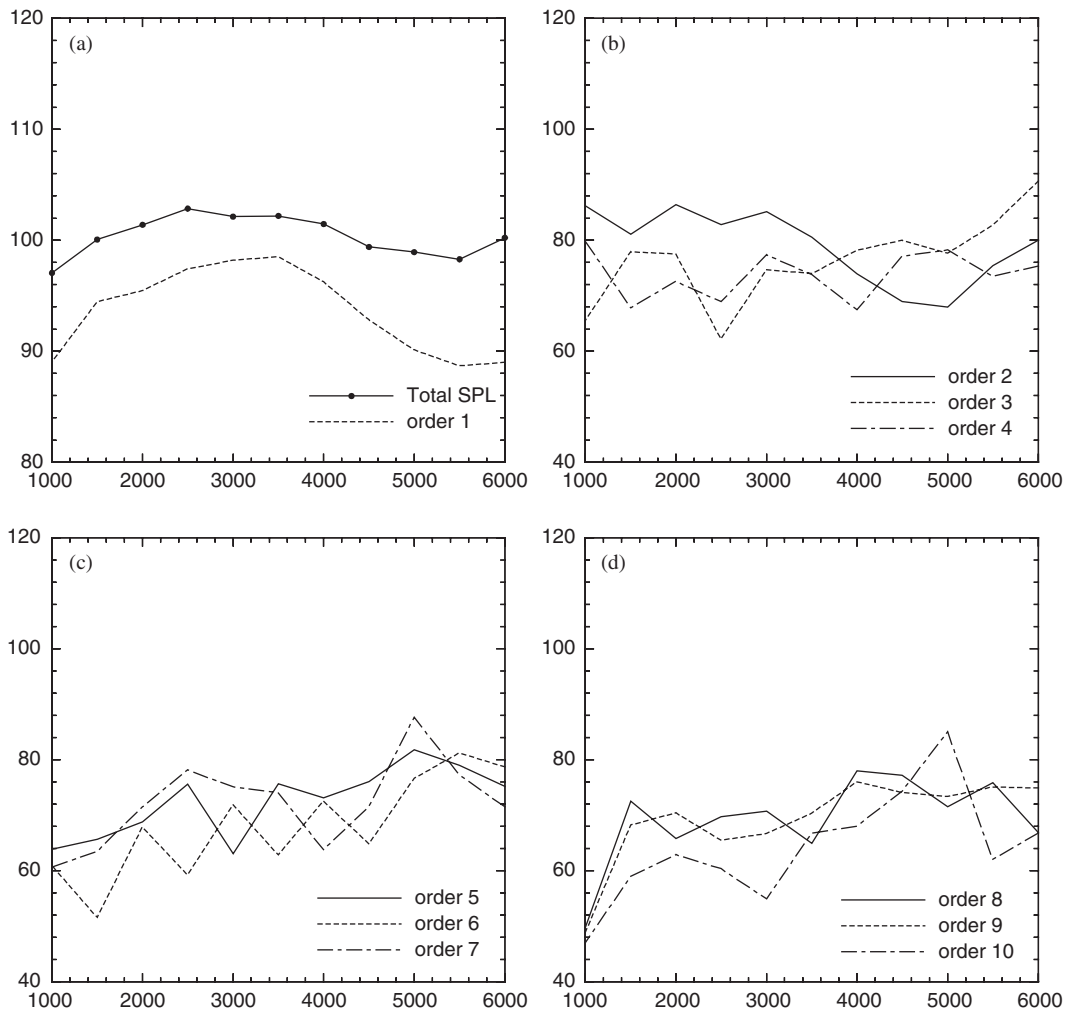 (a)
120
110
100
90
80
1000 2000 3000 4000 5000 6000
Total SPL
order 1
(b)
120
100
80
60
40
1000 2000 3000 4000 5000 6000
order 2
order 3
order 4
(c)
120
100
80
60
40
1000 2000 3000 4000 5000 6000
order 5
order 6
order 7
(d)
120
100
80
60
40
1000 2000 3000 4000 5000 6000
order 8
order 9
order 10